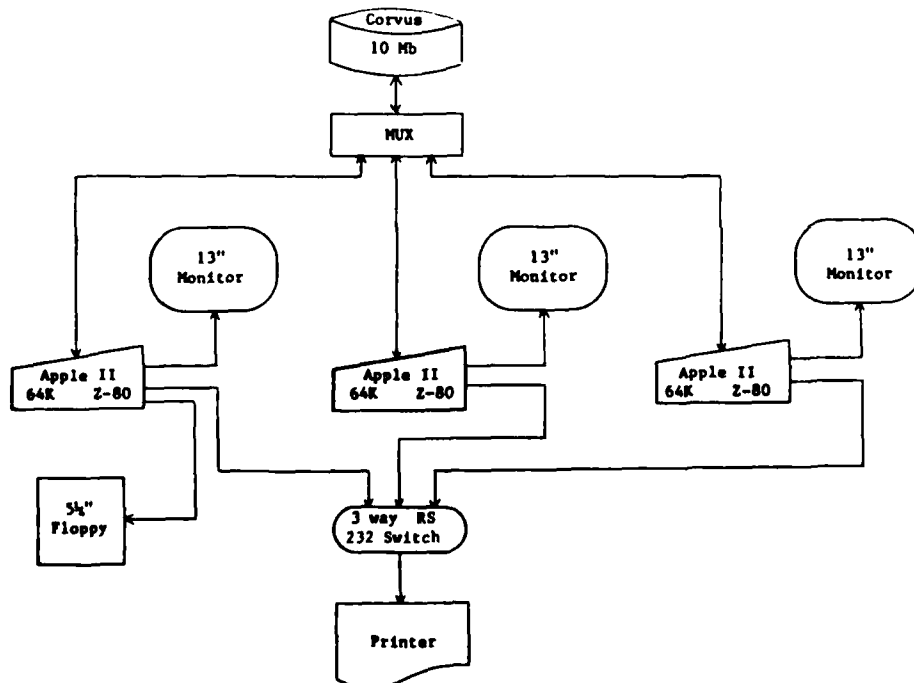 Corvus
10 Mb
MUX
13"
Monitor
13"
Monitor
13"
Monitor
Apple II
64K Z-80
Apple II
64K Z-80
Apple II
64K Z-80
5¼"
Floppy
3 way RS
232 Switch
Printer